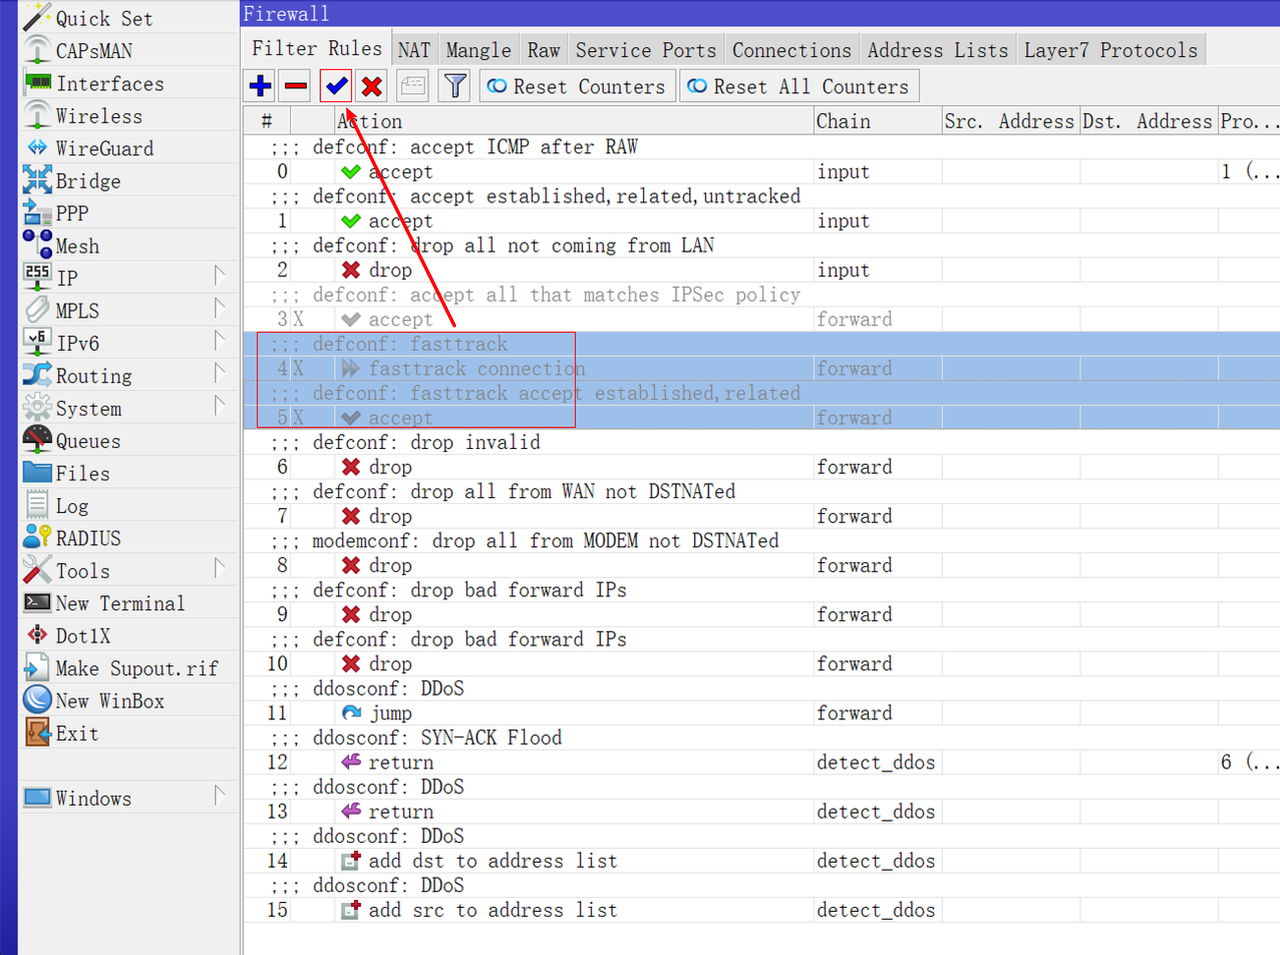 Quick Set
CAPsMAN
Interfaces
Wireless
WireGuard
Bridge
PPP
Mesh
255
IP
MPLS
v6
IPv6
Routing
System
Queues
Files
Log
RADIUS
Tools
New Terminal
Dot1X
Make Supout.rif
New WinBox
Exit
Windows
Firewall
Filter Rules NAT Mangle Raw Service Ports Connections Address Lists Layer7 Protocols
Reset Counters Reset All Counters
# Action Chain Src. Address Dst. Address Pro...
;;; defconf: accept ICMP after RAW
0 accept input 1 (...
;;; defconf: accept established,related,untracked
1 accept input
;;; defconf: drop all not coming from LAN
2 drop input
;;; defconf: accept all that matches IPSec policy
3 X accept forward
;;; defconf: fasttrack
4 X fasttrack connection forward
;;; defconf: fasttrack accept established,related
5 X accept forward
;;; defconf: drop invalid
6 drop forward
;;; defconf: drop all from WAN not DSTNATed
7 drop forward
;;; modemconf: drop all from MODEM not DSTNATed
8 drop forward
;;; defconf: drop bad forward IPs
9 drop forward
;;; defconf: drop bad forward IPs
10 drop forward
;;; ddosconf: DDoS
11 jump forward
;;; ddosconf: SYN-ACK Flood
12 return detect_ddos 6 (...
;;; ddosconf: DDoS
13 return detect_ddos
;;; ddosconf: DDoS
14 add dst to address list detect_ddos
;;; ddosconf: DDoS
15 add src to address list detect_ddos